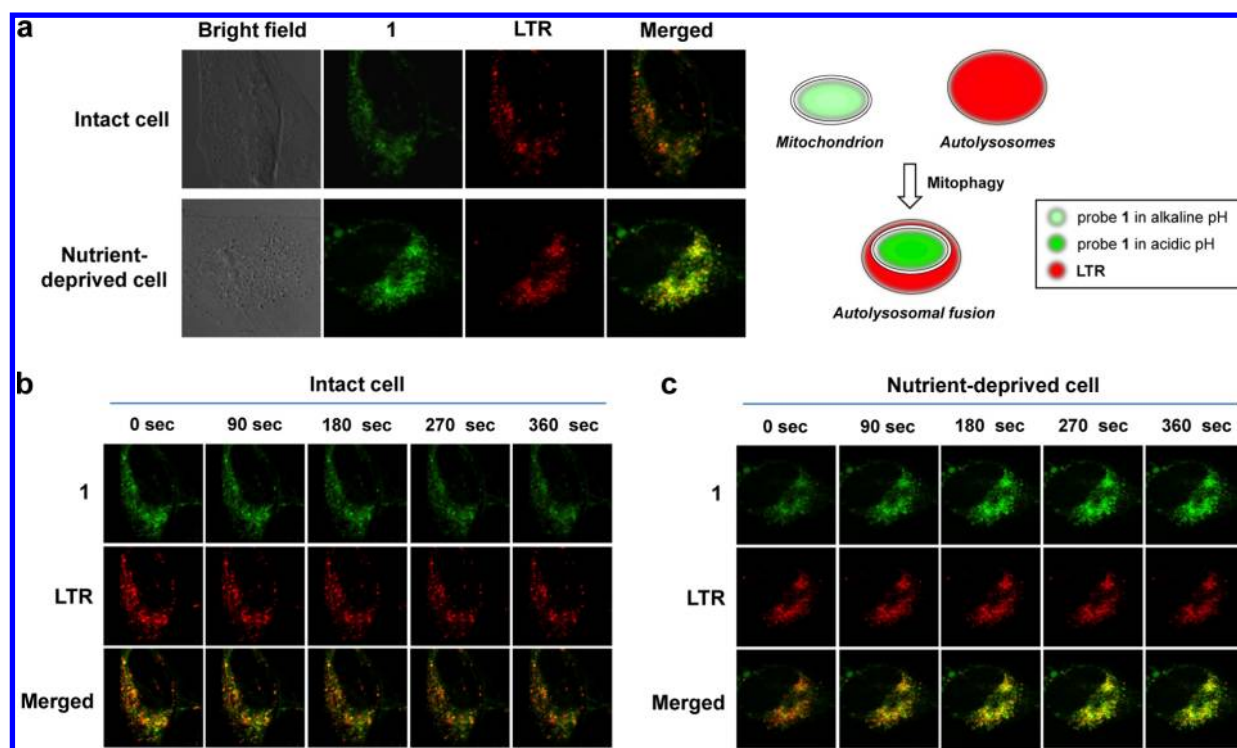 a
Bright field 1 LTR Merged
Intact cell
Nutrient-
deprived cell
Mitochondrion Autolysosomes
Mitophagy
Autolysosomal fusion
probe 1 in alkaline pH
probe 1 in acidic pH
LTR
b
Intact cell
0 sec 90 sec 180 sec 270 sec 360 sec
1
LTR
Merged
c
Nutrient-deprived cell
0 sec 90 sec 180 sec 270 sec 360 sec
1
LTR
Merged